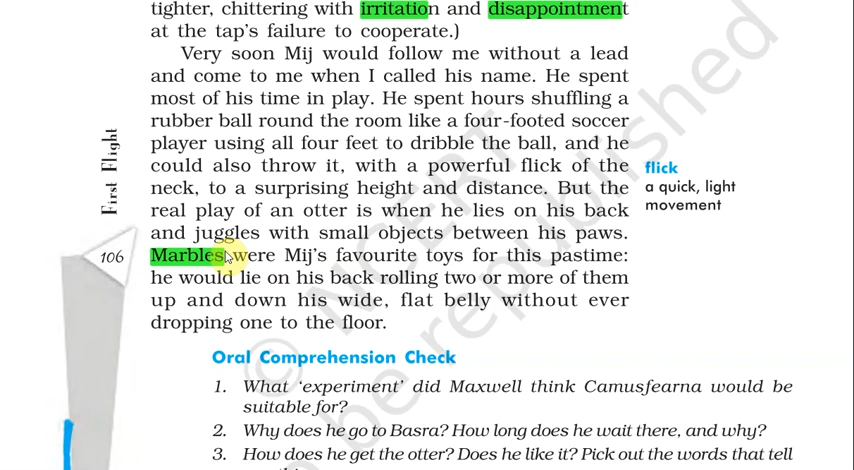 tighter, chittering with irritation and disappointment
at the tap's failure to cooperate.)
Very soon Mij would follow me without a lead
and come to me when I called his name. He spent
most of his time in play. He spent hours shuffling a
rubber ball round the room like a four-footed soccer
player using all four feet to dribble the ball, and he
could also throw it, with a powerful flick of the
neck, to a surprising height and distance. But the
real play of an otter is when he lies on his back
and juggles with small objects between his paws.
Marbles were Mij's favourite toys for this pastime:
he would lie on his back rolling two or more of them
up and down his wide, flat belly without ever
dropping one to the floor.
flick
a quick, light
movement
First Flight
106
Oral Comprehension Check
1. What 'experiment' did Maxwell think Camusfearna would be
suitable for?
2. Why does he go to Basra? How long does he wait there, and why?
3. How does he get the otter? Does he like it? Pick out the words that tell
© NCERT
be republished